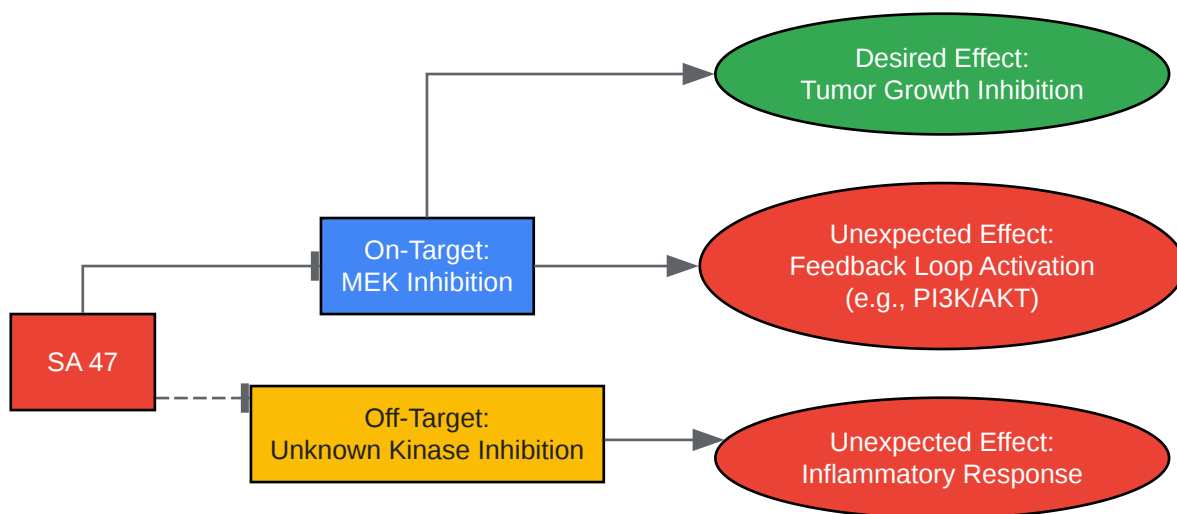 Desired Effect:
Tumor Growth Inhibition
On-Target:
MEK Inhibition
Unexpected Effect:
Feedback Loop Activation
(e.g., PI3K/AKT)
SA 47
Off-Target:
Unknown Kinase Inhibition
Unexpected Effect:
Inflammatory Response